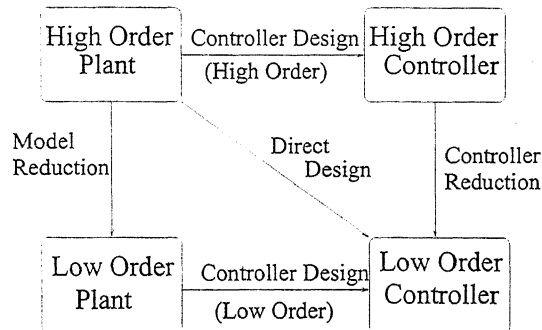 High Order
Plant
Controller Design
(High Order)
High Order
Controller
Model
Reduction
Direct
Design
Controller
Reduction
Low Order
Plant
Controller Design
(Low Order)
Low Order
Controller